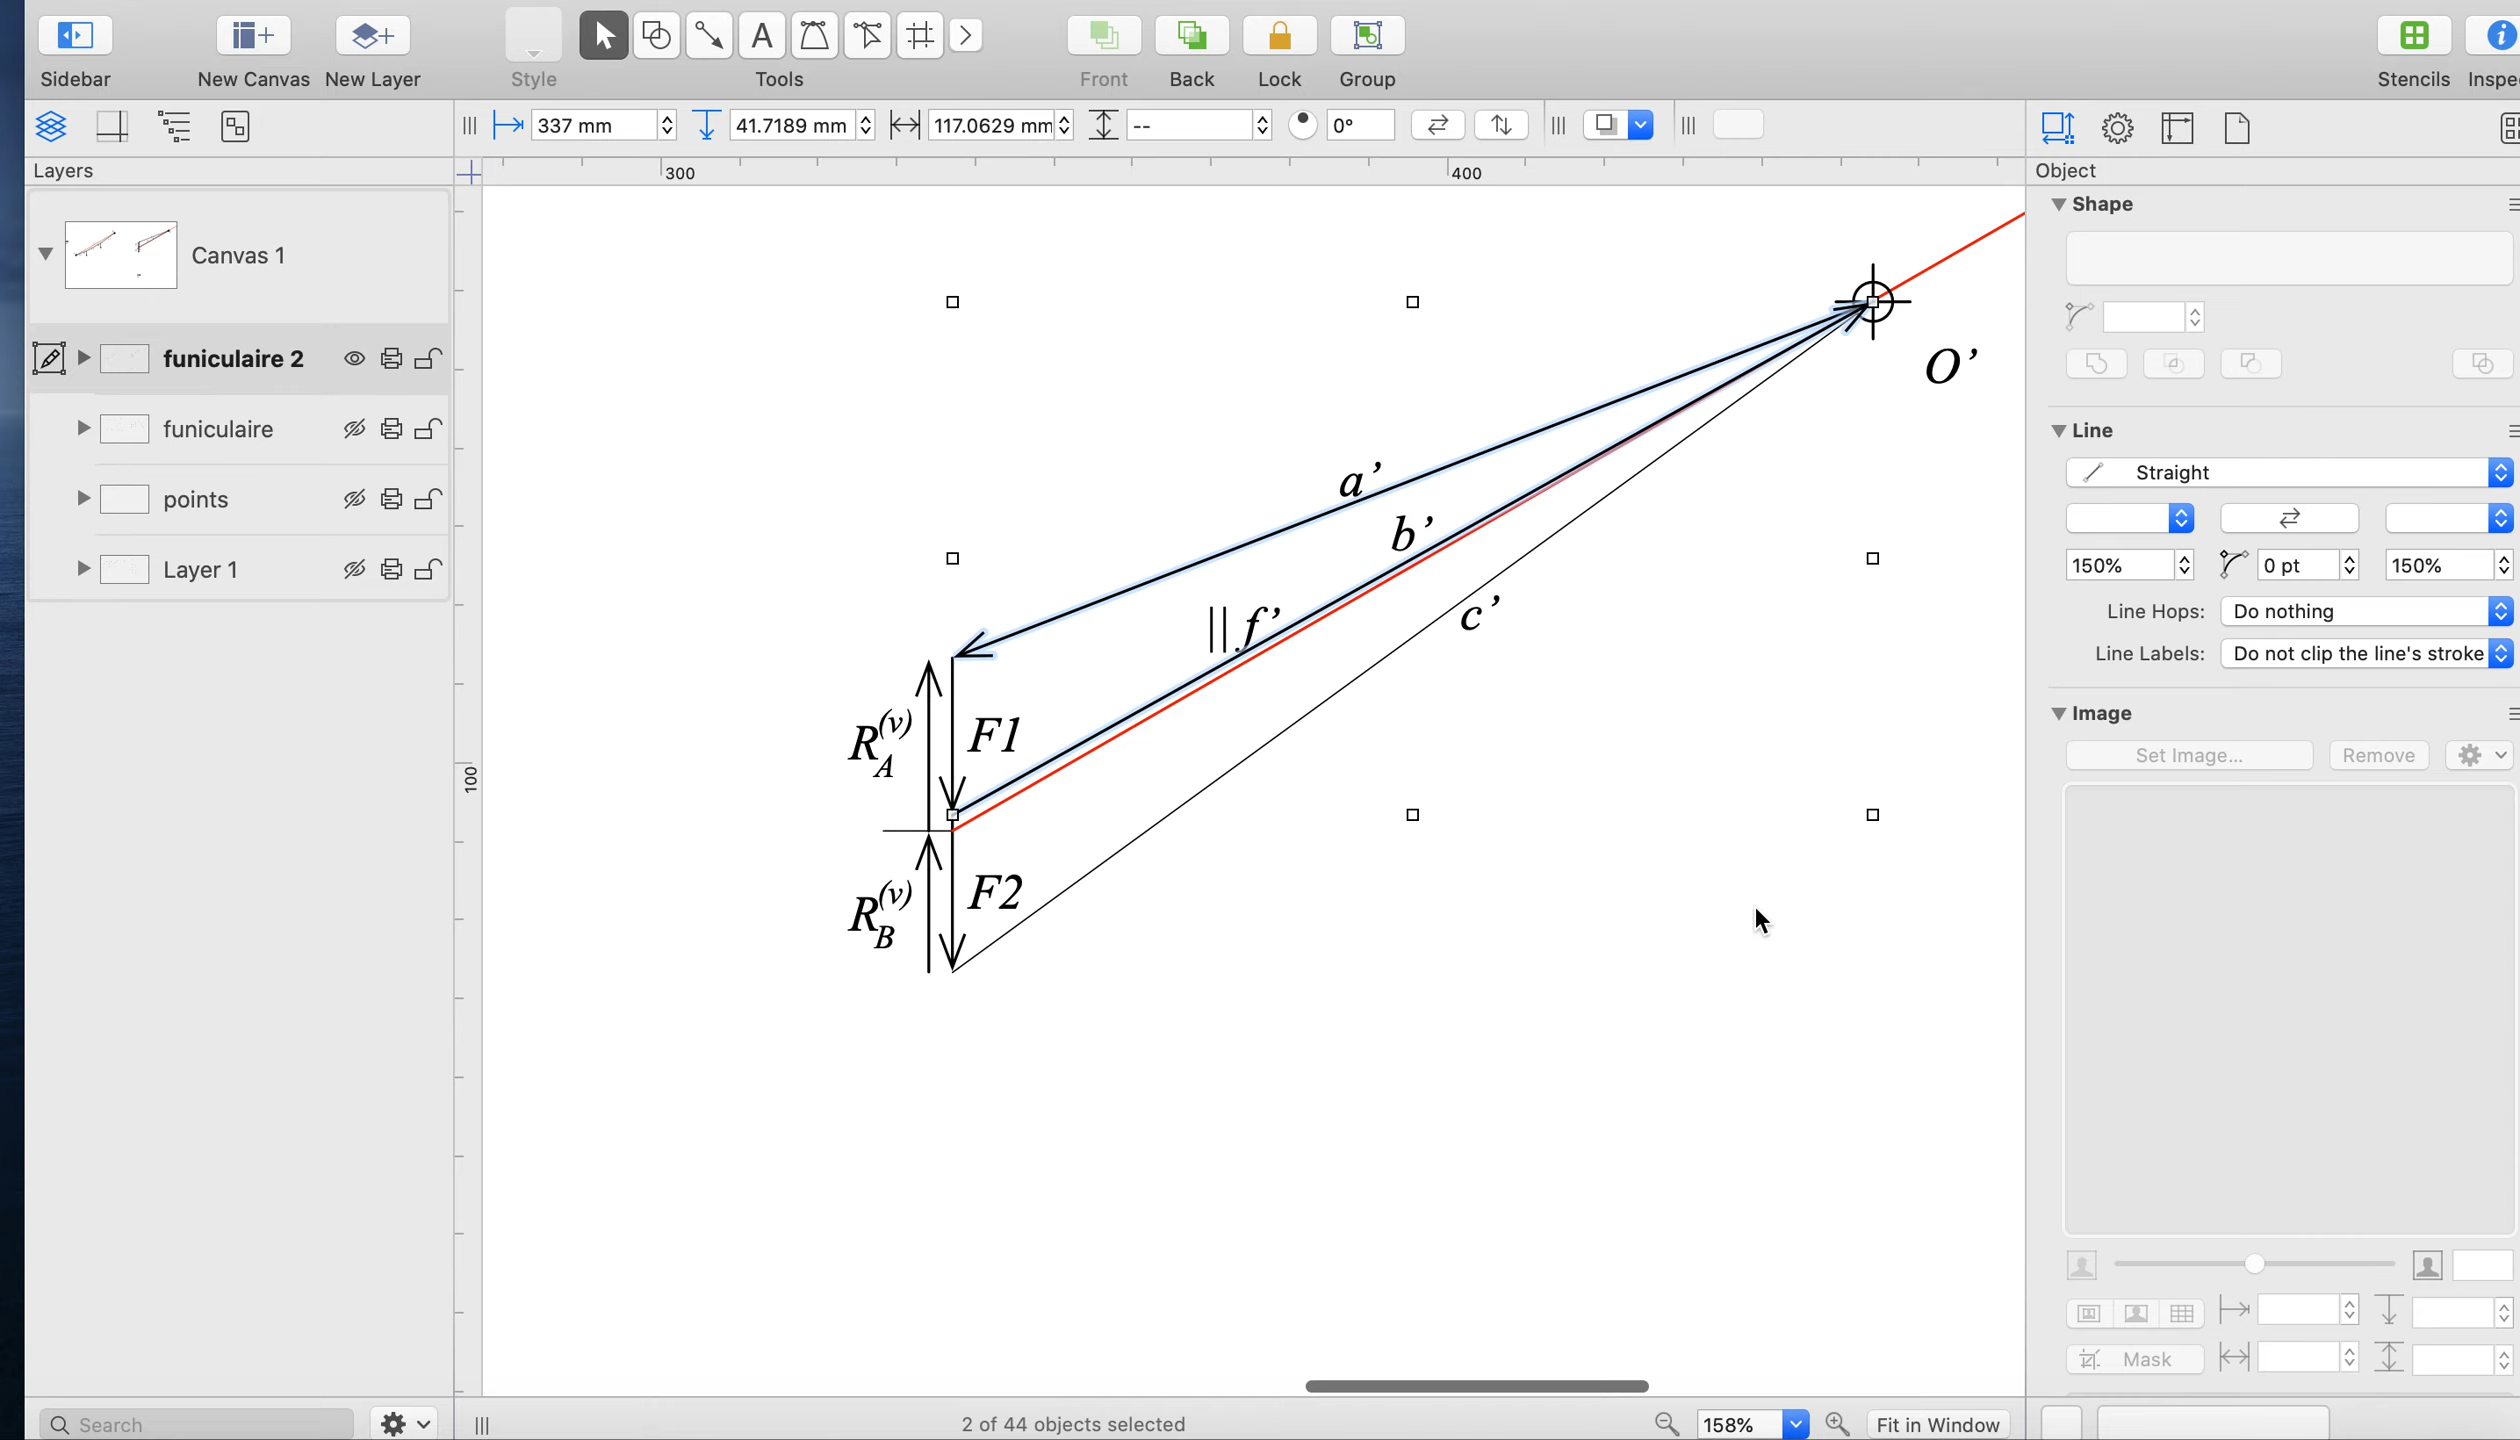 Sidebar New Canvas New Layer Style Tools Front Back Lock Group Stencils Inspe
337 mm 41.7189 mm 117.0629 mm -- 0°
Layers 300 400 Object
Canvas 1
funiculaire 2
funiculaire
points
Layer 1
O’
a’
b’
c’
|| f’
R_A^(v) F1
100
R_B^(v) F2
Shape
Line
Straight
150% 0 pt 150%
Line Hops: Do nothing
Line Labels: Do not clip the line's stroke
Image
Set Image... Remove
Mask
Search 2 of 44 objects selected 158% Fit in Window